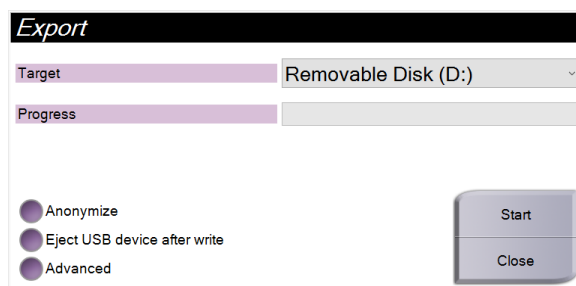 Export
Target
Removable Disk (D:)
Progress
Anonymize
Eject USB device after write
Advanced
Start
Close